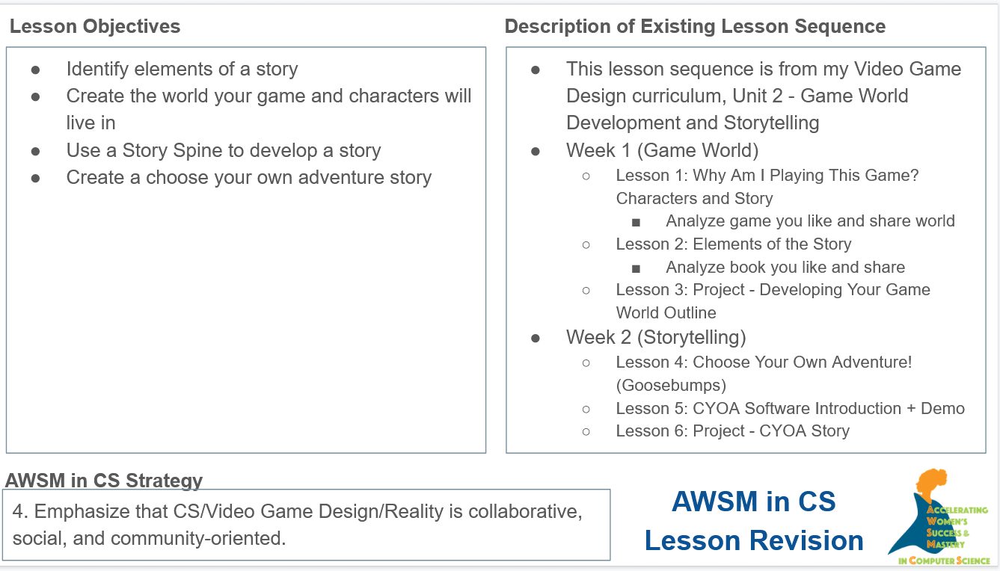 Lesson Objectives
● Identify elements of a story
● Create the world your game and characters will
live in
● Use a Story Spine to develop a story
● Create a choose your own adventure story
Description of Existing Lesson Sequence
● This lesson sequence is from my Video Game
Design curriculum, Unit 2 - Game World
Development and Storytelling
● Week 1 (Game World)
○ Lesson 1: Why Am I Playing This Game?
Characters and Story
■ Analyze game you like and share world
○ Lesson 2: Elements of the Story
■ Analyze book you like and share
○ Lesson 3: Project - Developing Your Game
World Outline
● Week 2 (Storytelling)
○ Lesson 4: Choose Your Own Adventure!
(Goosebumps)
○ Lesson 5: CYOA Software Introduction + Demo
○ Lesson 6: Project - CYOA Story
AWSM in CS Strategy
4. Emphasize that CS/Video Game Design/Reality is collaborative,
social, and community-oriented.
AWSM in CS
Lesson Revision
ACCELERATING
WOMEN'S
SUCCESS &
MASTERY
IN COMPUTER SCIENCE